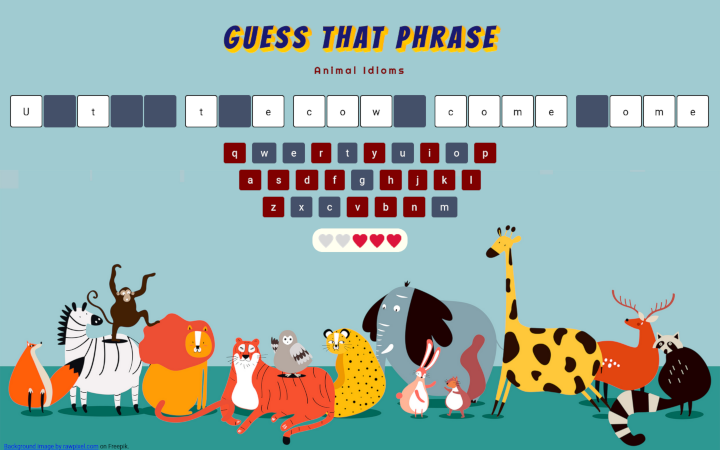 GUESS THAT PHRASE
Animal Idioms
U t t e c o w c o m e o m e
q w e r t y u i o p
a s d f g h j k l
z x c v b n m
Background image by rawpixel.com on Freepik.